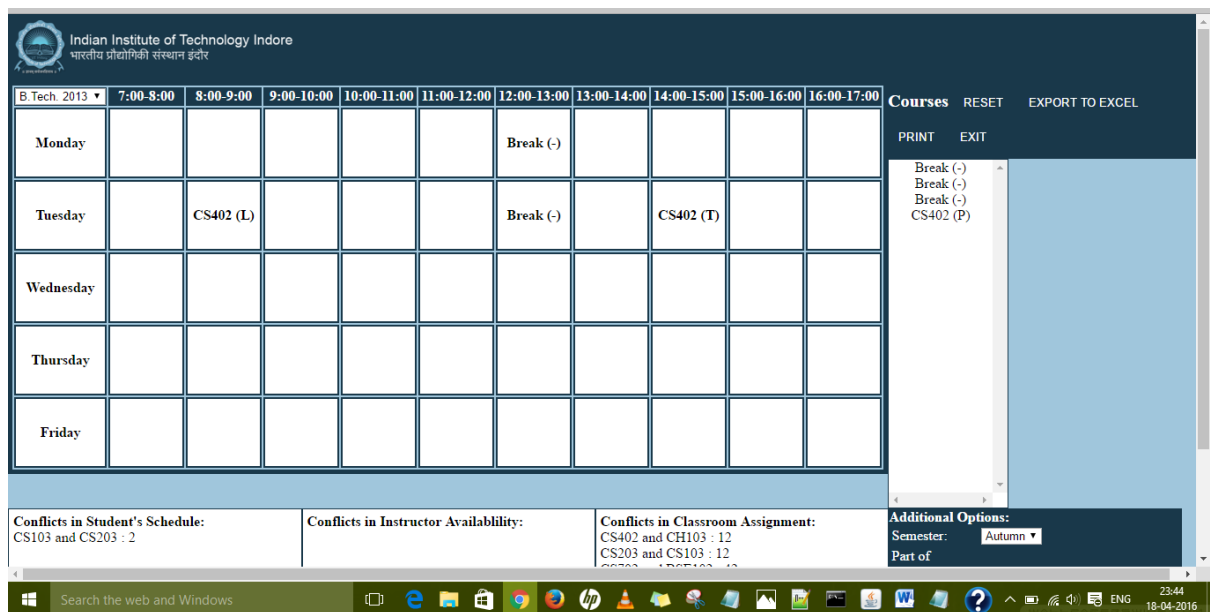 Indian Institute of Technology Indore
भारतीय प्रौद्योगिकी संस्थान इंदौर
B.Tech. 2013 7:00-8:00 8:00-9:00 9:00-10:00 10:00-11:00 11:00-12:00 12:00-13:00 13:00-14:00 14:00-15:00 15:00-16:00 16:00-17:00
Monday Break (-)
Tuesday CS402 (L) Break (-) CS402 (T)
Wednesday
Thursday
Friday
Courses RESET EXPORT TO EXCEL
PRINT EXIT
Break (-)
Break (-)
Break (-)
CS402 (P)
Conflicts in Student's Schedule:
CS103 and CS203 : 2
Conflicts in Instructor Availablility:
Conflicts in Classroom Assignment:
CS402 and CH103 : 12
CS203 and CS103 : 12
Additional Options:
Semester: Autumn
Part of
Search the web and Windows
ENG
23:44
18-04-2016